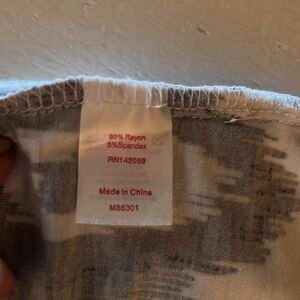 95% Rayon
5%Spandex
RN142059
Made in China
M86301